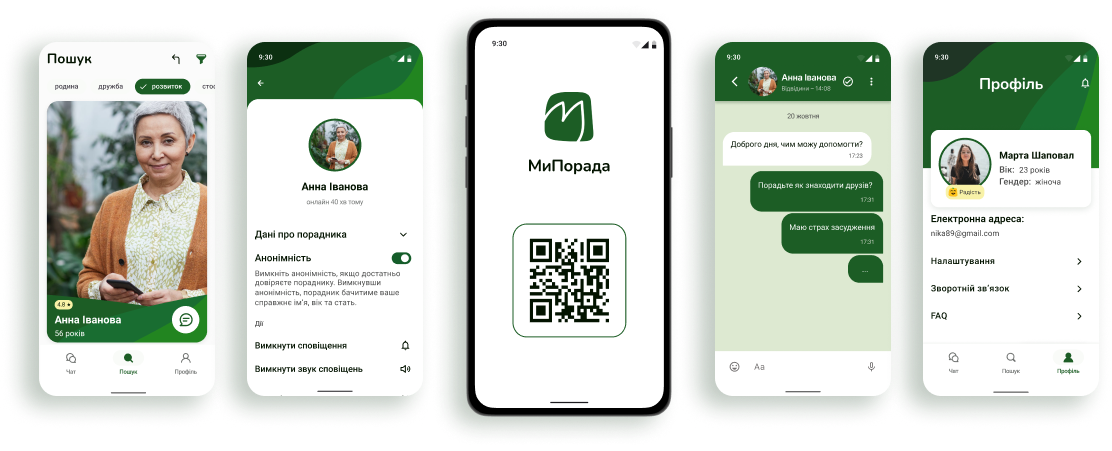 Пошук
родина
дружба
розвиток
стос
4.8 ★
Анна Іванова
56 років
Чат
Пошук
Профіль
9:30
Анна Іванова
онлайн 40 хв тому
Дані про порадника
Анонімність
Вимкніть анонімність, якщо достатньо
довіряєте пораднику. Вимкнувши
анонімність, порадник бачитиме ваше
справжнє ім'я, вік та стать.
Дії
Вимкнути сповіщення
Вимкнути звук сповіщень
9:30
МиПорада
9:30
Анна Іванова
Відвідини – 14:08
20 жовтня
Доброго дня, чим можу допомогти?
17:23
Порадьте як знаходити друзів?
17:31
Маю страх засудження
17:31
...
Aa
9:30
Профіль
Марта Шаповал
Вік: 23 років
Гендер: жіноча
Радість
Електронна адреса:
nika89@gmail.com
Налаштування
Зворотній зв'язок
FAQ
Чат
Пошук
Профіль